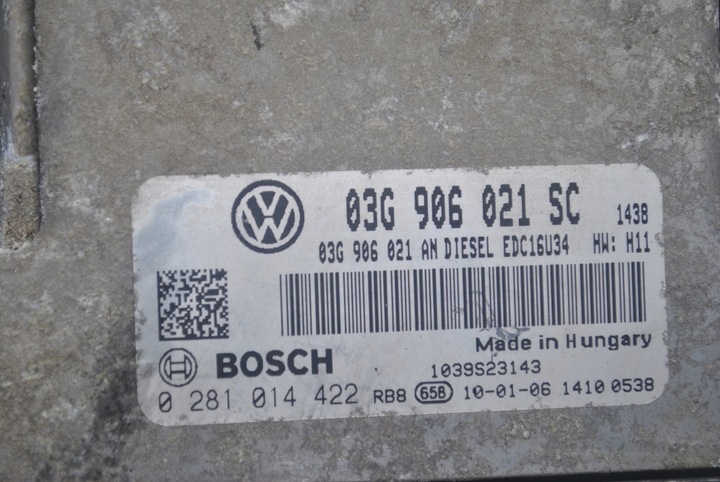 03G 906 021 SC 1438
03G 906 021 AN DIESEL EDC16U34 HW: H11
Made in Hungary
BOSCH 1039S23143
0 281 014 422 RB8 65B 10-01-06 1410 0538